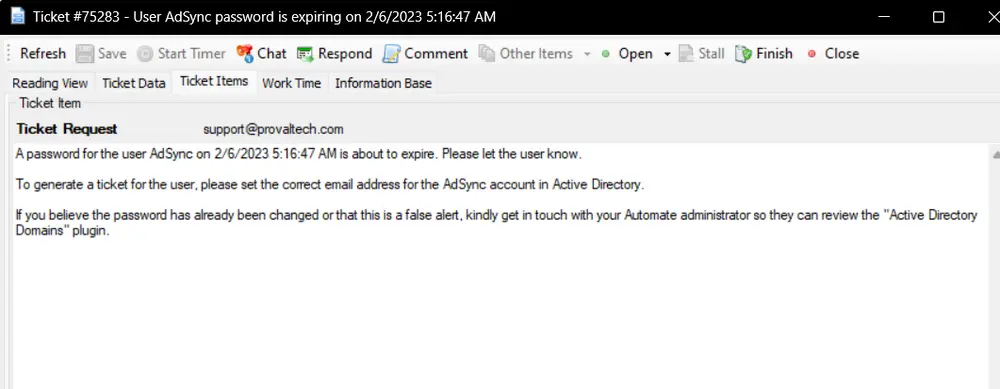 Ticket #75283 - User AdSync password is expiring on 2/6/2023 5:16:47 AM
Refresh Save Start Timer Chat Respond Comment Other Items Open Stall Finish Close
Reading View Ticket Data Ticket Items Work Time Information Base
Ticket Item
Ticket Request support@provaltech.com
A password for the user AdSync on 2/6/2023 5:16:47 AM is about to expire. Please let the user know.
To generate a ticket for the user, please set the correct email address for the AdSync account in Active Directory.
If you believe the password has already been changed or that this is a false alert, kindly get in touch with your Automate administrator so they can review the "Active Directory
Domains" plugin.